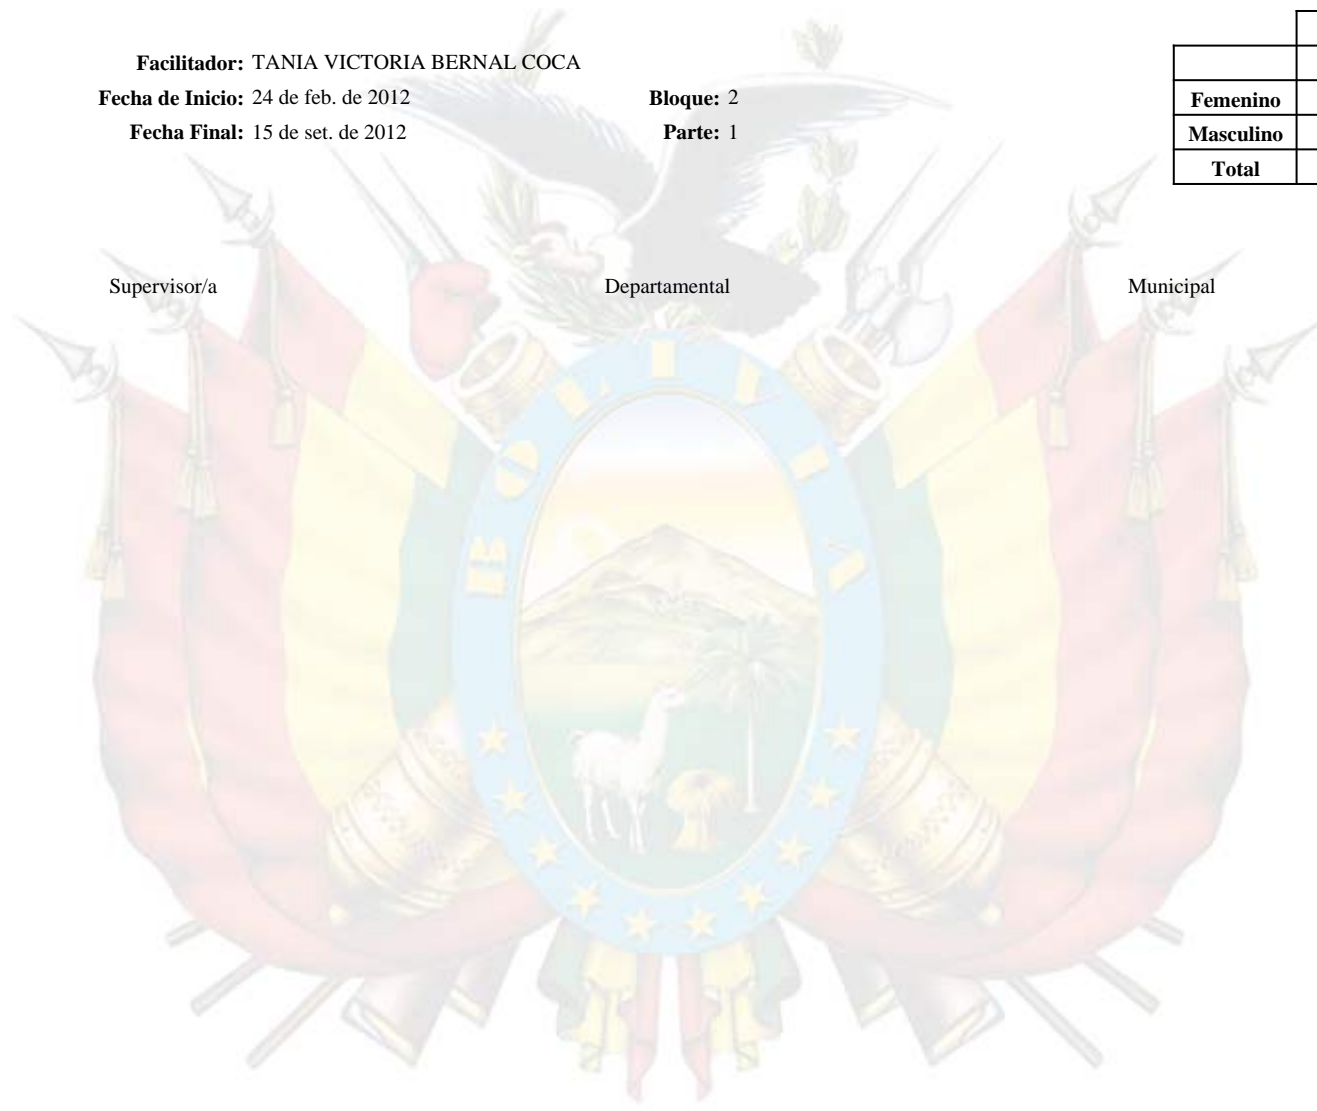 Facilitador: TANIA VICTORIA BERNAL COCA
Fecha de Inicio: 24 de feb. de 2012 Bloque: 2
Fecha Final: 15 de set. de 2012 Parte: 1
Femenino
Masculino
Total
Supervisor/a Departamental Municipal
BOLIVIA